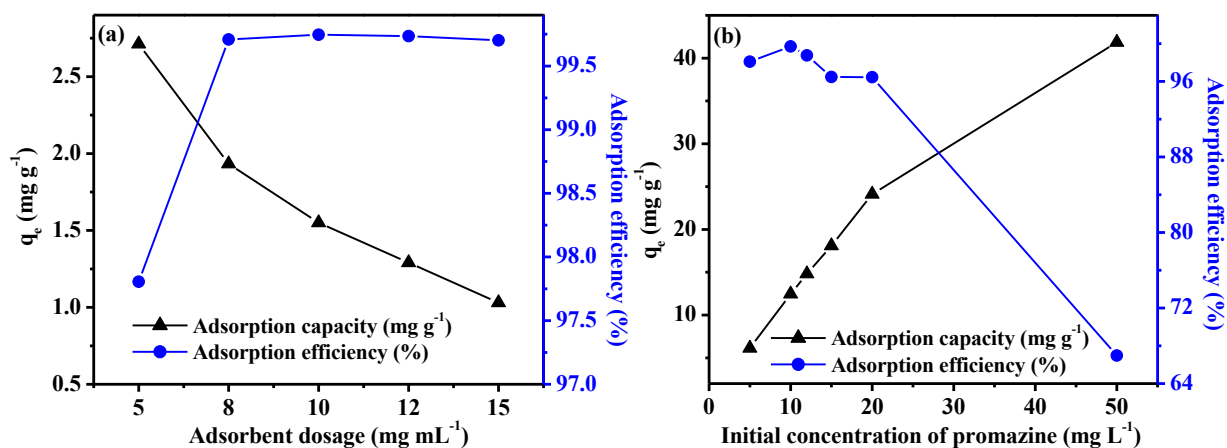 (a)
q_e (mg g⁻¹)
2.5
2.0
1.5
1.0
0.5
Adsorption capacity (mg g⁻¹)
Adsorption efficiency (%)
5 8 10 12 15
Adsorbent dosage (mg mL⁻¹)
99.5
99.0
98.5
98.0
97.5
97.0
Adsorption efficiency
(%)
(b)
q_e (mg g⁻¹)
40
30
20
10
Adsorption capacity (mg g⁻¹)
Adsorption efficiency (%)
0 10 20 30 40 50
Initial concentration of promazine (mg L⁻¹)
96
88
80
72
64
Adsorption efficiency
(%)